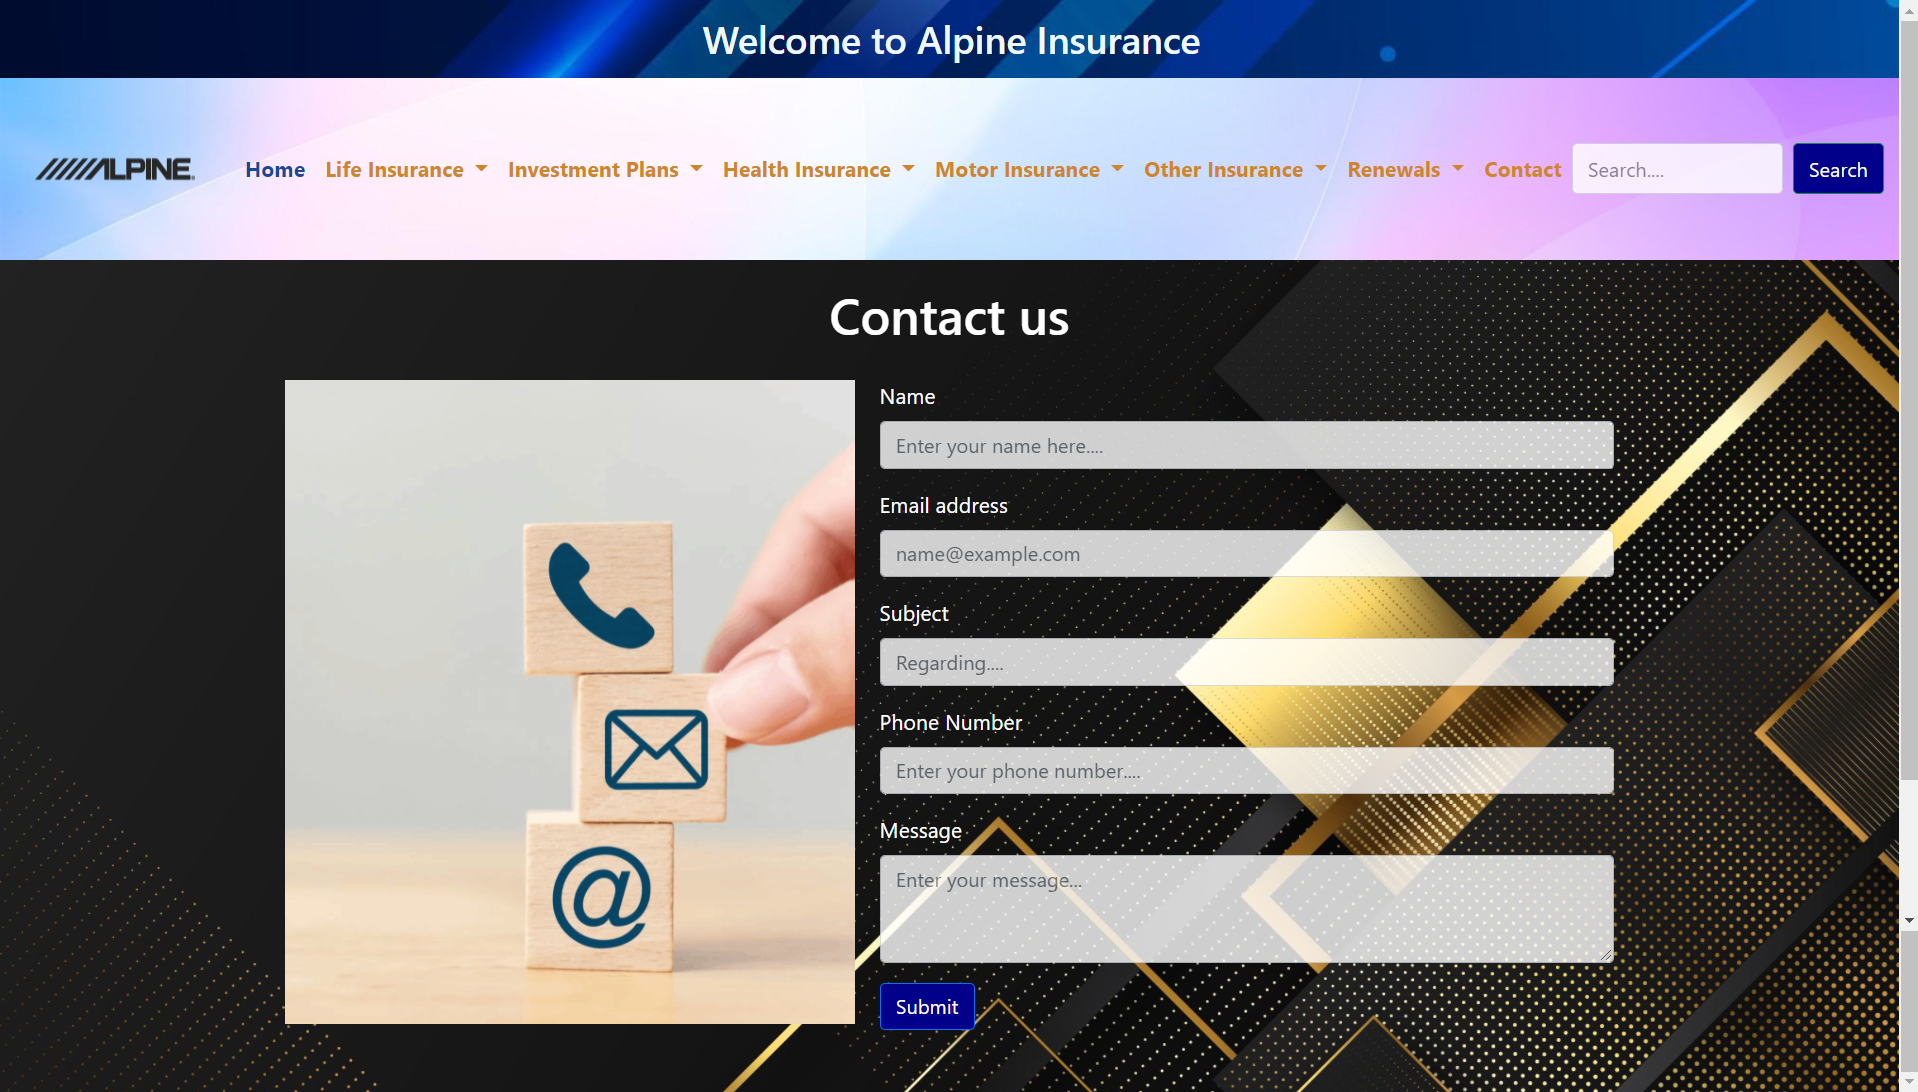 Welcome to Alpine Insurance
ALPINE
Home Life Insurance Investment Plans Health Insurance Motor Insurance Other Insurance Renewals Contact Search.... Search
Contact us
Name
Enter your name here....
Email address
name@example.com
Subject
Regarding....
Phone Number
Enter your phone number....
Message
Enter your message...
@
Submit